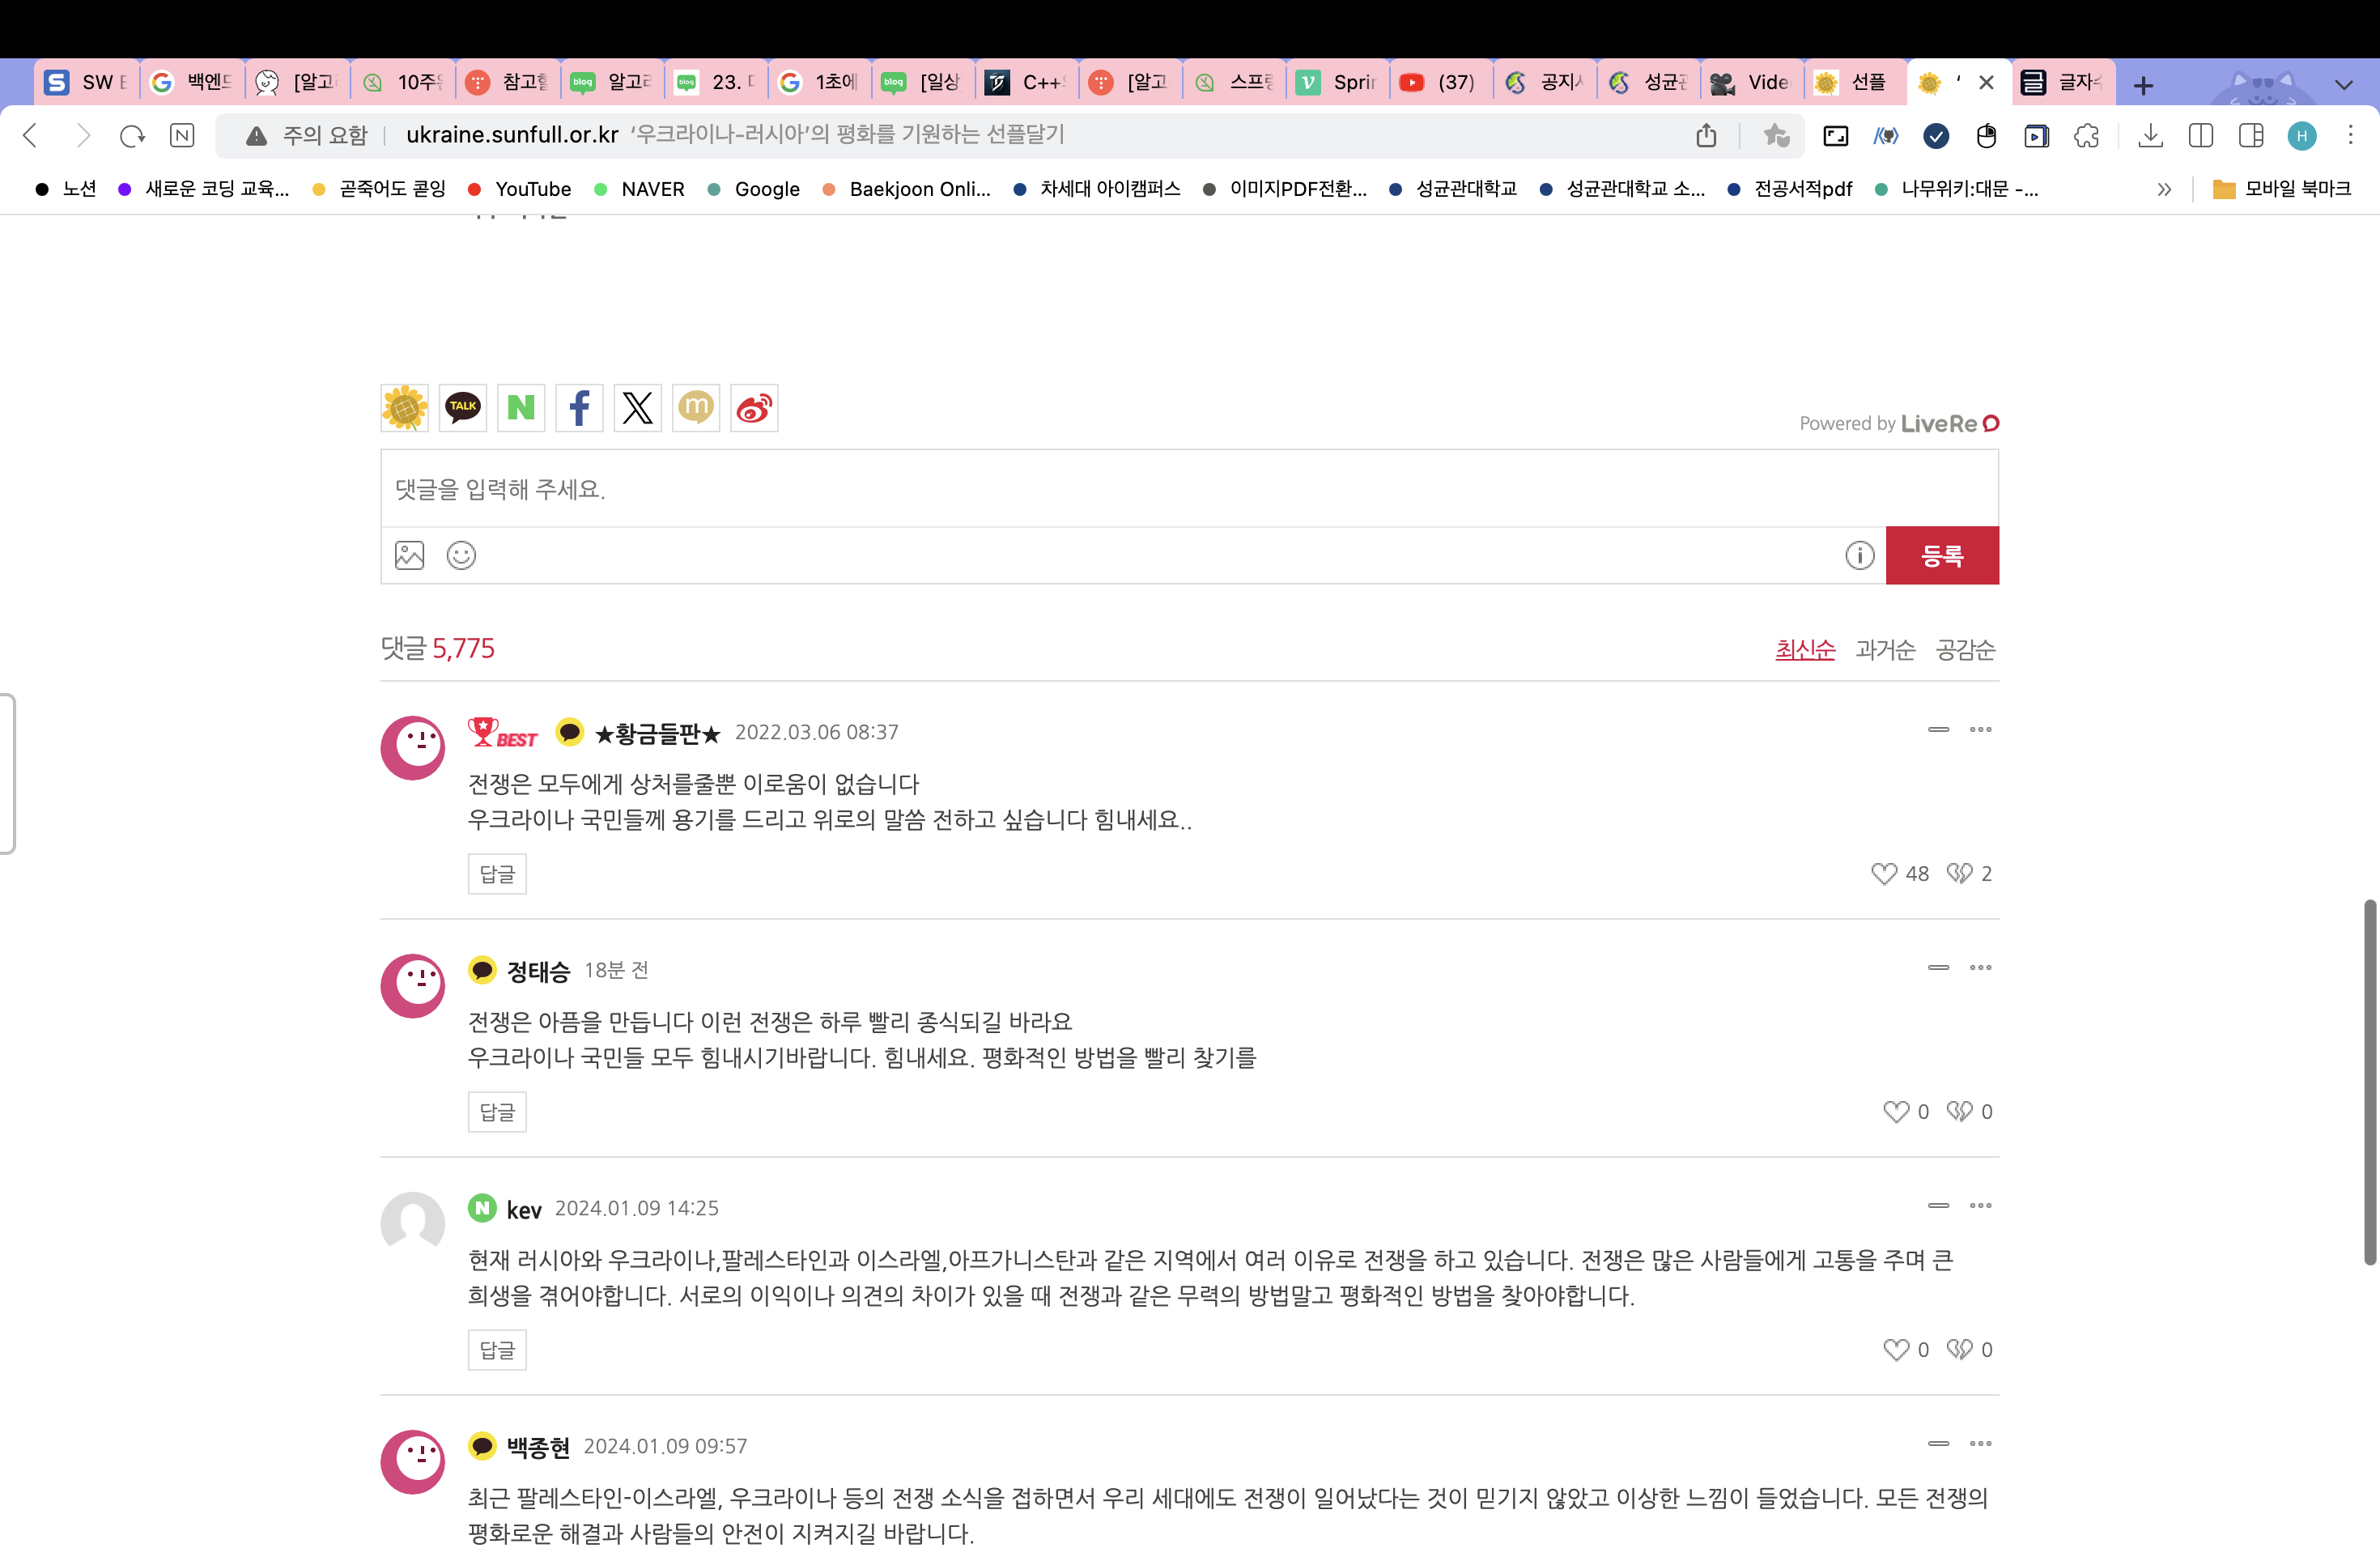 SW
백엔
[알고
10주
참고할
알고
23.
1초에
[일상
C++
[알고
스프링
Sprin
(37)
공지사
성균관
Vide
선플
글자수
주의 요함
ukraine.sunfull.or.kr '우크라이나-러시아'의 평화를 기원하는 선플달기
H
노션
새로운 코딩 교육...
곧죽어도 콛잉
YouTube
NAVER
Google
Baekjoon Onli...
차세대 아이캠퍼스
이미지PDF전환...
성균관대학교
성균관대학교 소...
전공서적pdf
나무위키:대문 -...
모바일 북마크
TALK
Powered by LiveRe
댓글을 입력해 주세요.
등록
댓글 5,775
최신순 과거순 공감순
BEST ★황금들판★ 2022.03.06 08:37
전쟁은 모두에게 상처를줄뿐 이로움이 없습니다
우크라이나 국민들께 용기를 드리고 위로의 말씀 전하고 싶습니다 힘내세요..
답글
48 2
정태승 18분 전
전쟁은 아픔을 만듭니다 이런 전쟁은 하루 빨리 종식되길 바라요
우크라이나 국민들 모두 힘내시기바랍니다. 힘내세요. 평화적인 방법을 빨리 찾기를
답글
0 0
kev 2024.01.09 14:25
현재 러시아와 우크라이나,팔레스타인과 이스라엘,아프가니스탄과 같은 지역에서 여러 이유로 전쟁을 하고 있습니다. 전쟁은 많은 사람들에게 고통을 주며 큰
희생을 겪어야합니다. 서로의 이익이나 의견의 차이가 있을 때 전쟁과 같은 무력의 방법말고 평화적인 방법을 찾아야합니다.
답글
0 0
백종현 2024.01.09 09:57
최근 팔레스타인-이스라엘, 우크라이나 등의 전쟁 소식을 접하면서 우리 세대에도 전쟁이 일어났다는 것이 믿기지 않았고 이상한 느낌이 들었습니다. 모든 전쟁의
평화로운 해결과 사람들의 안전이 지켜지길 바랍니다.